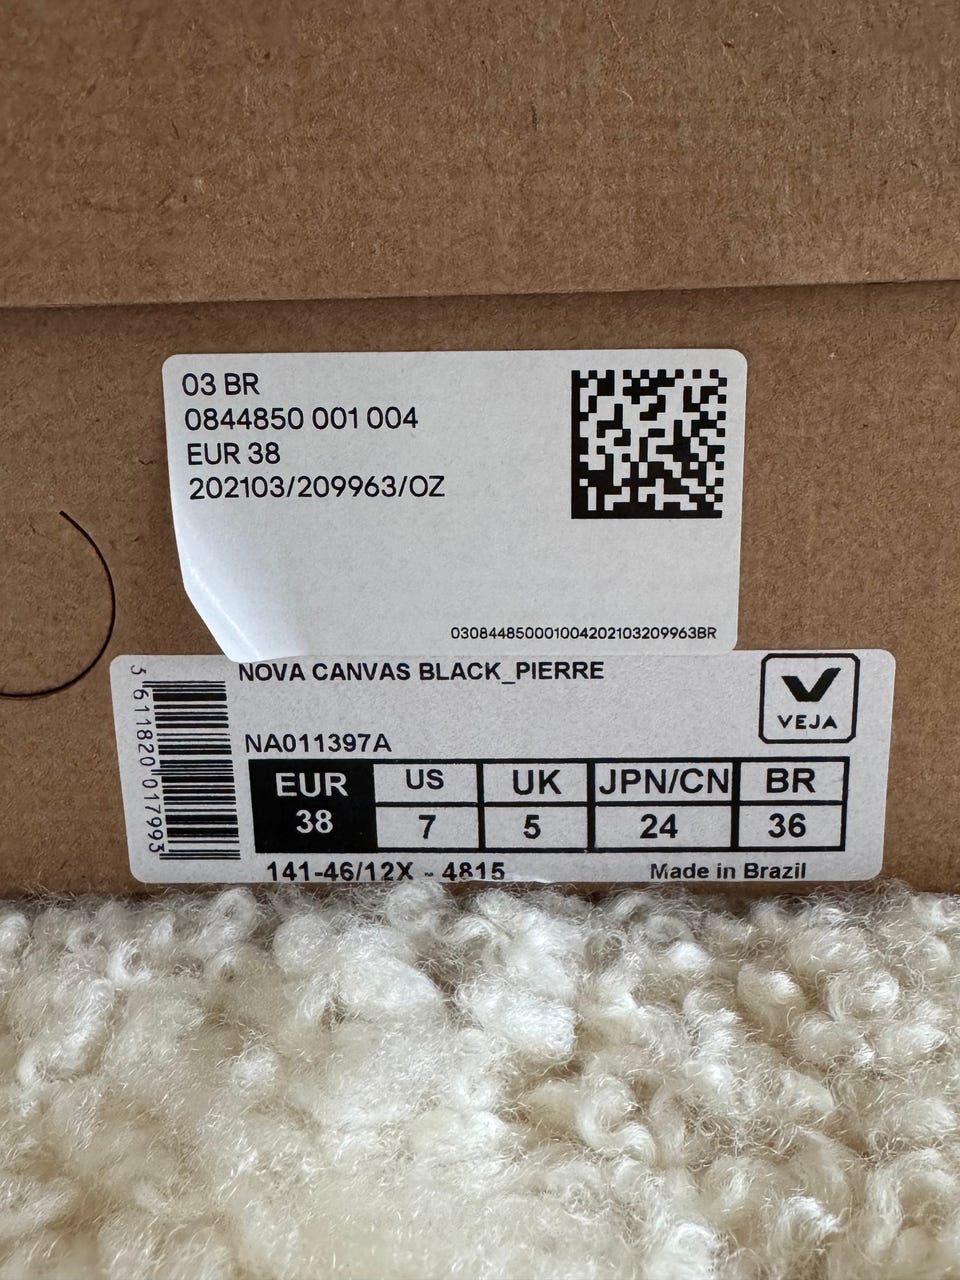 03 BR
0844850 001 004
EUR 38
202103/209963/OZ
030844850001004202103209963BR
NOVA CANVAS BLACK_PIERRE
VEJA
5 611820 017993
NA011397A
EUR US UK JPN/CN BR
38 7 5 24 36
141-46/12X - 4815
Made in Brazil